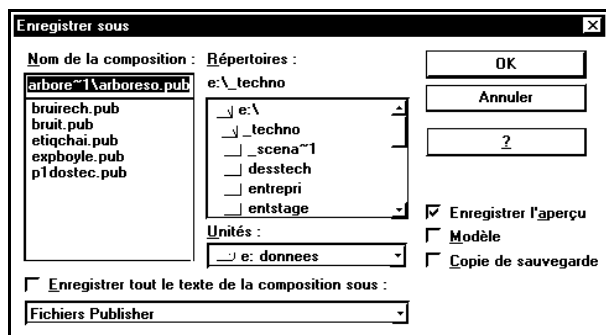 Enregistrer sous
Nom de la composition :
arbore~1\arboreso.pub
bruirech.pub
bruit.pub
etiqchai.pub
expboyle.pub
p1dostec.pub
Répertoires :
e:\_techno
e:\
_techno
_scena~1
desstech
entrepri
entstage
Unités :
e: donnees
OK
Annuler
?
Enregistrer l'aperçu
Modèle
Copie de sauvegarde
Enregistrer tout le texte de la composition sous :
Fichiers Publisher